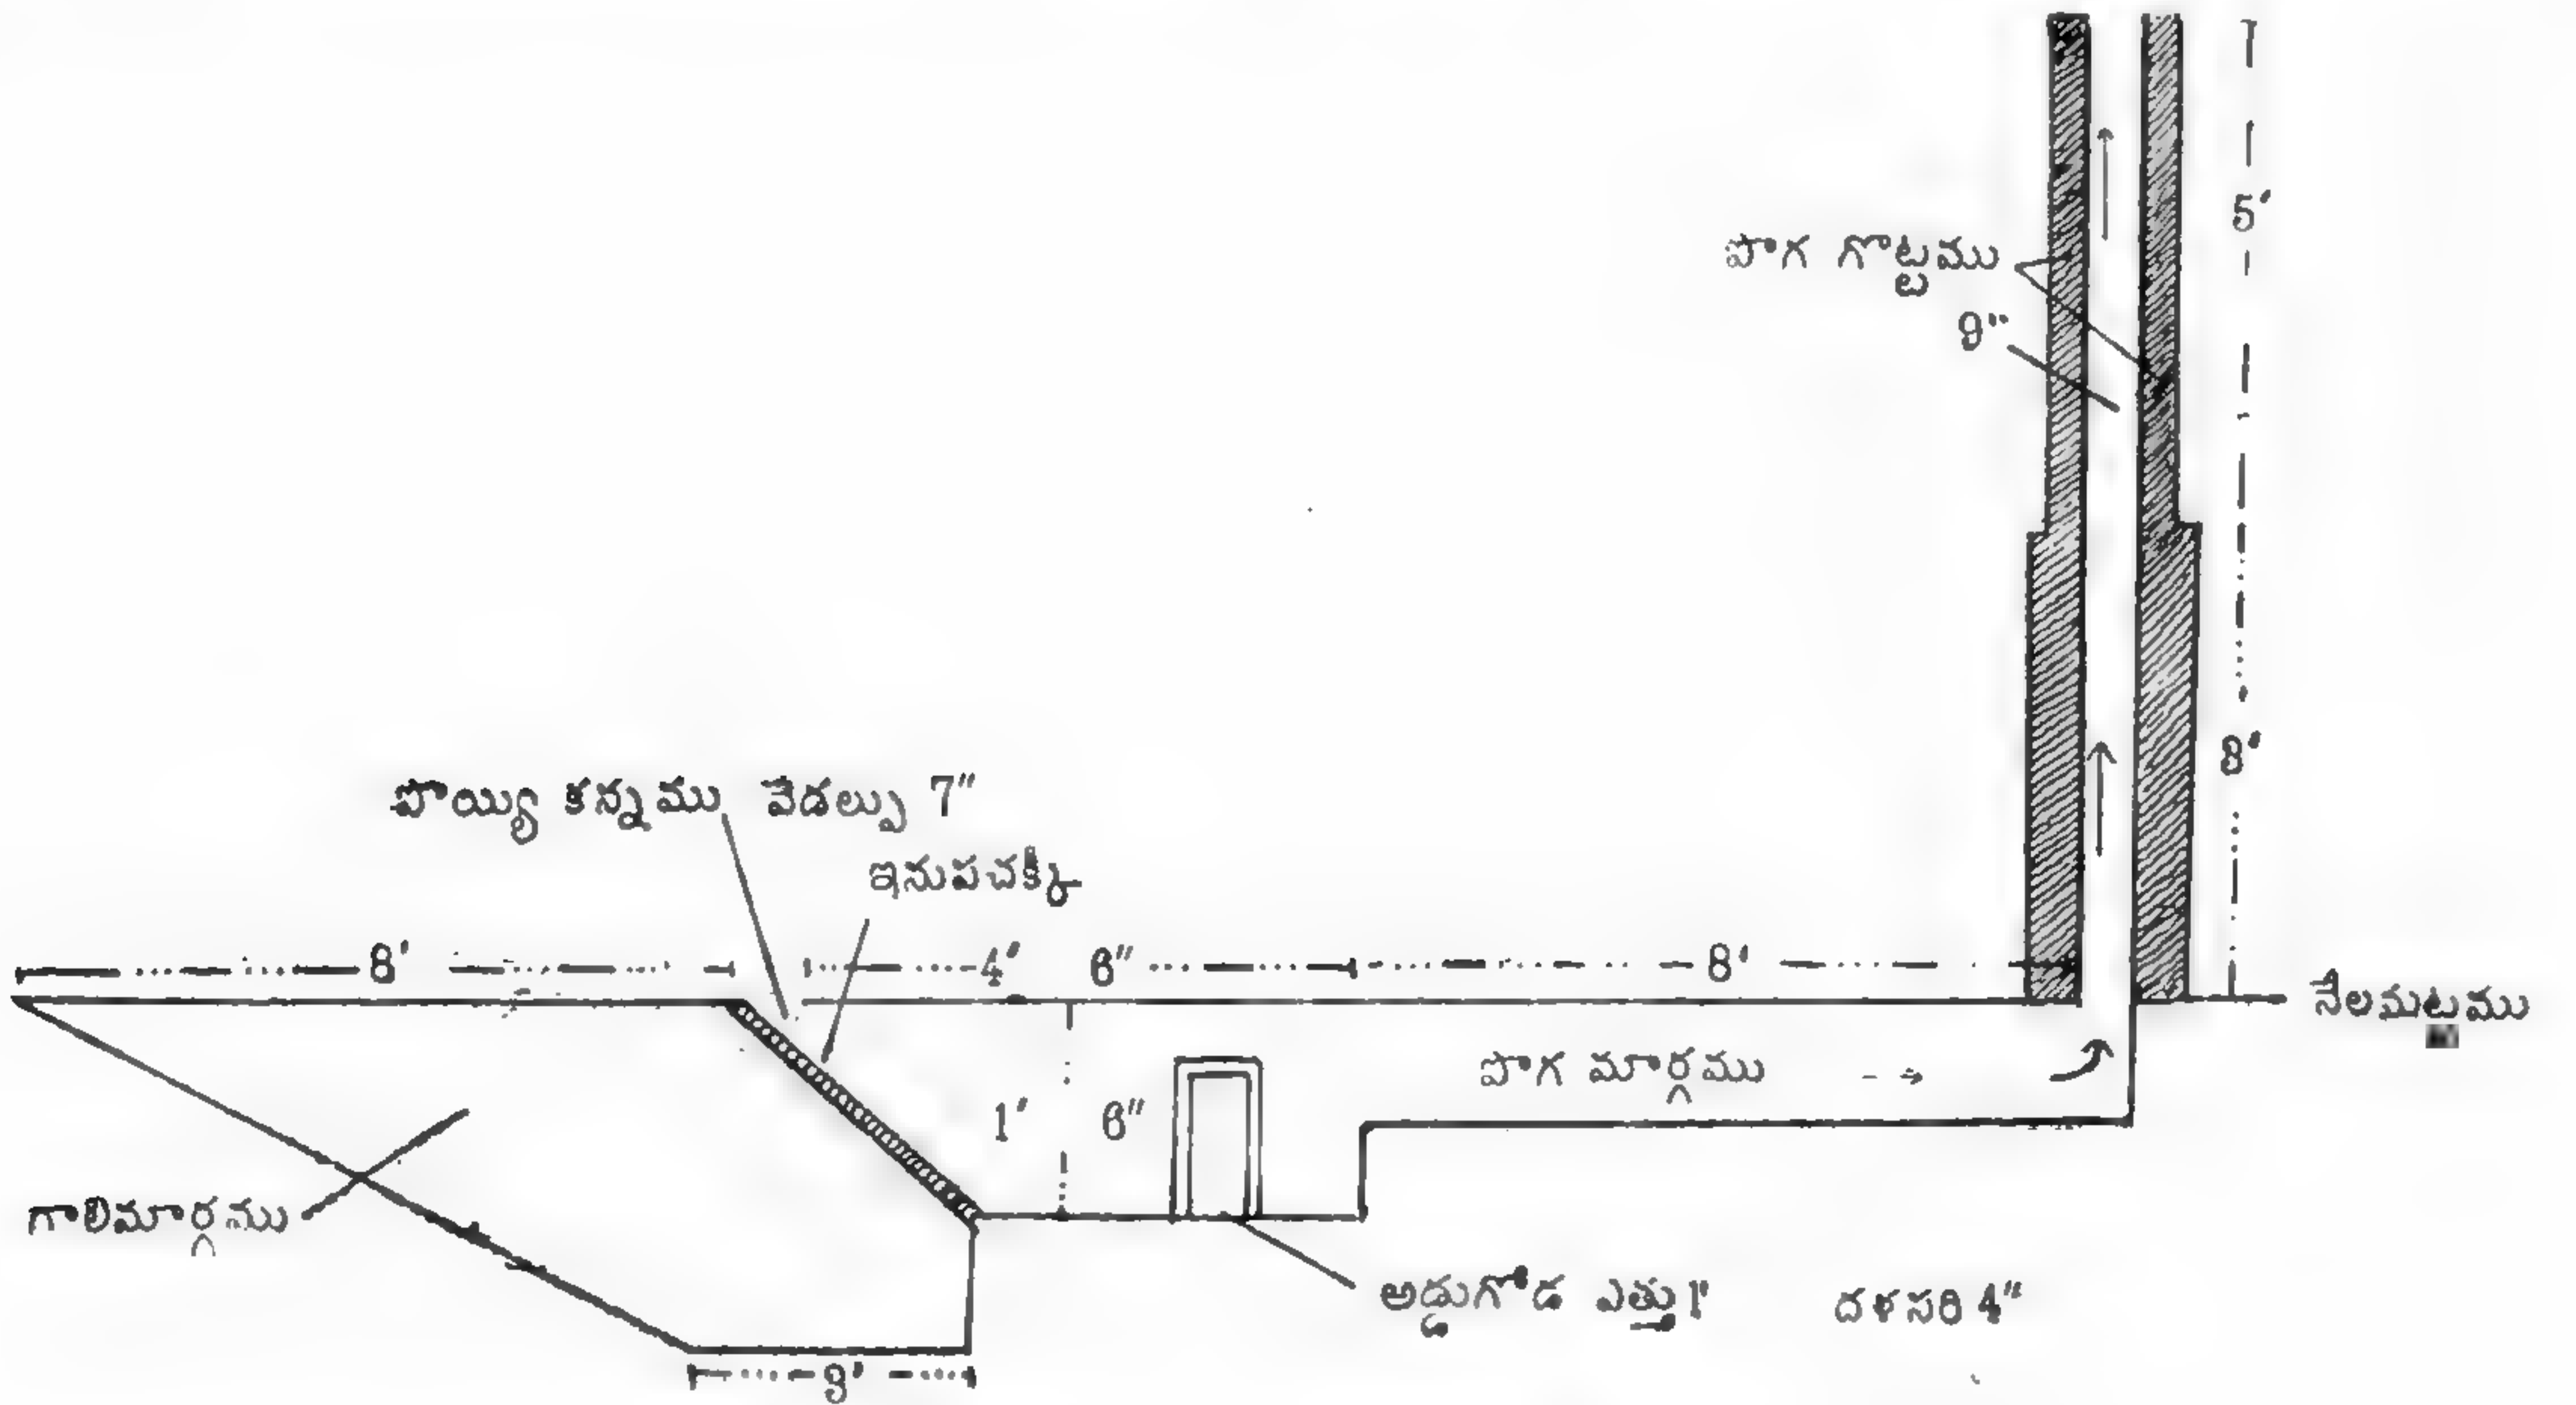 5'
పొగ గొట్టము
9"
8'
పొయ్యి కన్నము వేడల్పు 7"
ఇనుపచక్కి
8' 4' 6" 8'
నేలమట్టము
పొగ మార్గము
1' 6"
గాలిమార్గము
అడ్డుగోడ ఎత్తు 1' దళసరి 4"